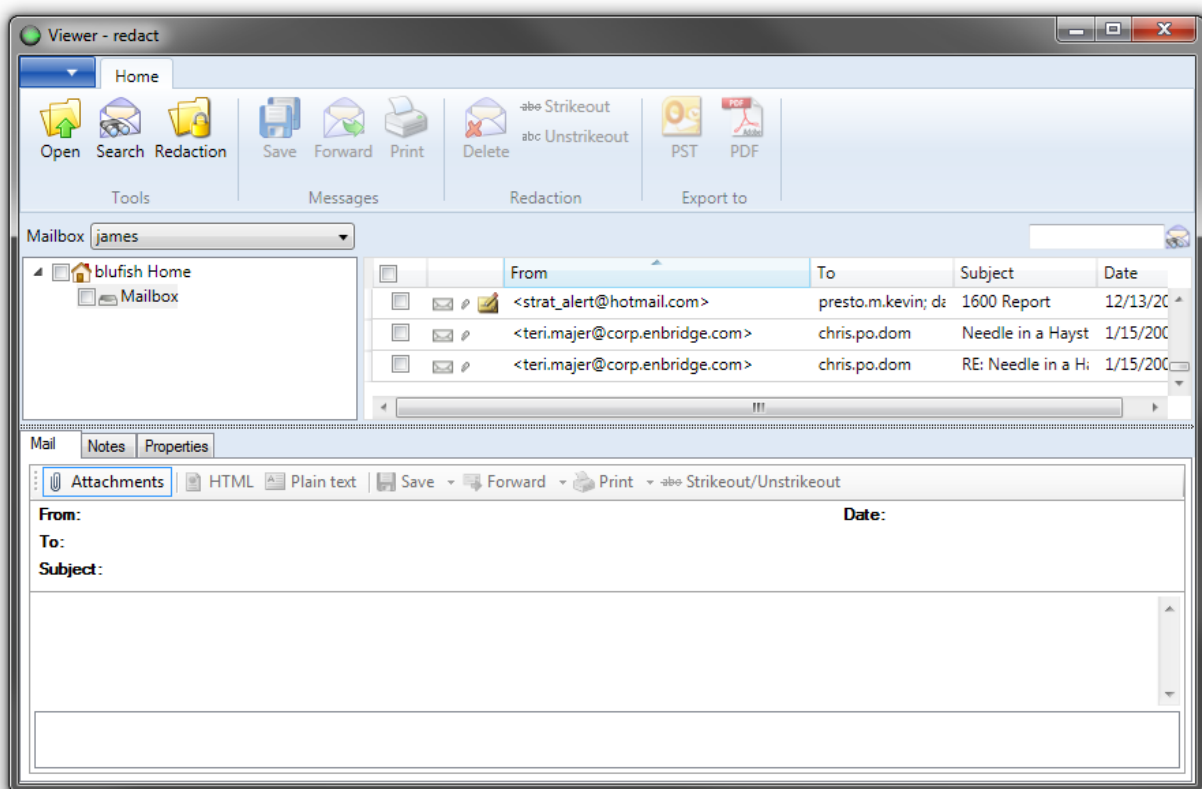 Viewer - redact
Home
Open Search Redaction Save Forward Print Delete abc Strikeout abc Unstrikeout PST PDF
Tools Messages Redaction Export to
Mailbox james
blufish Home
Mailbox
From To Subject Date
<strat_alert@hotmail.com> presto.m.kevin; da 1600 Report 12/13/20
<teri.majer@corp.enbridge.com> chris.po.dom Needle in a Hayst 1/15/200
<teri.majer@corp.enbridge.com> chris.po.dom RE: Needle in a Ha 1/15/200
Mail Notes Properties
Attachments HTML Plain text Save Forward Print abc Strikeout/Unstrikeout
From: Date:
To:
Subject: